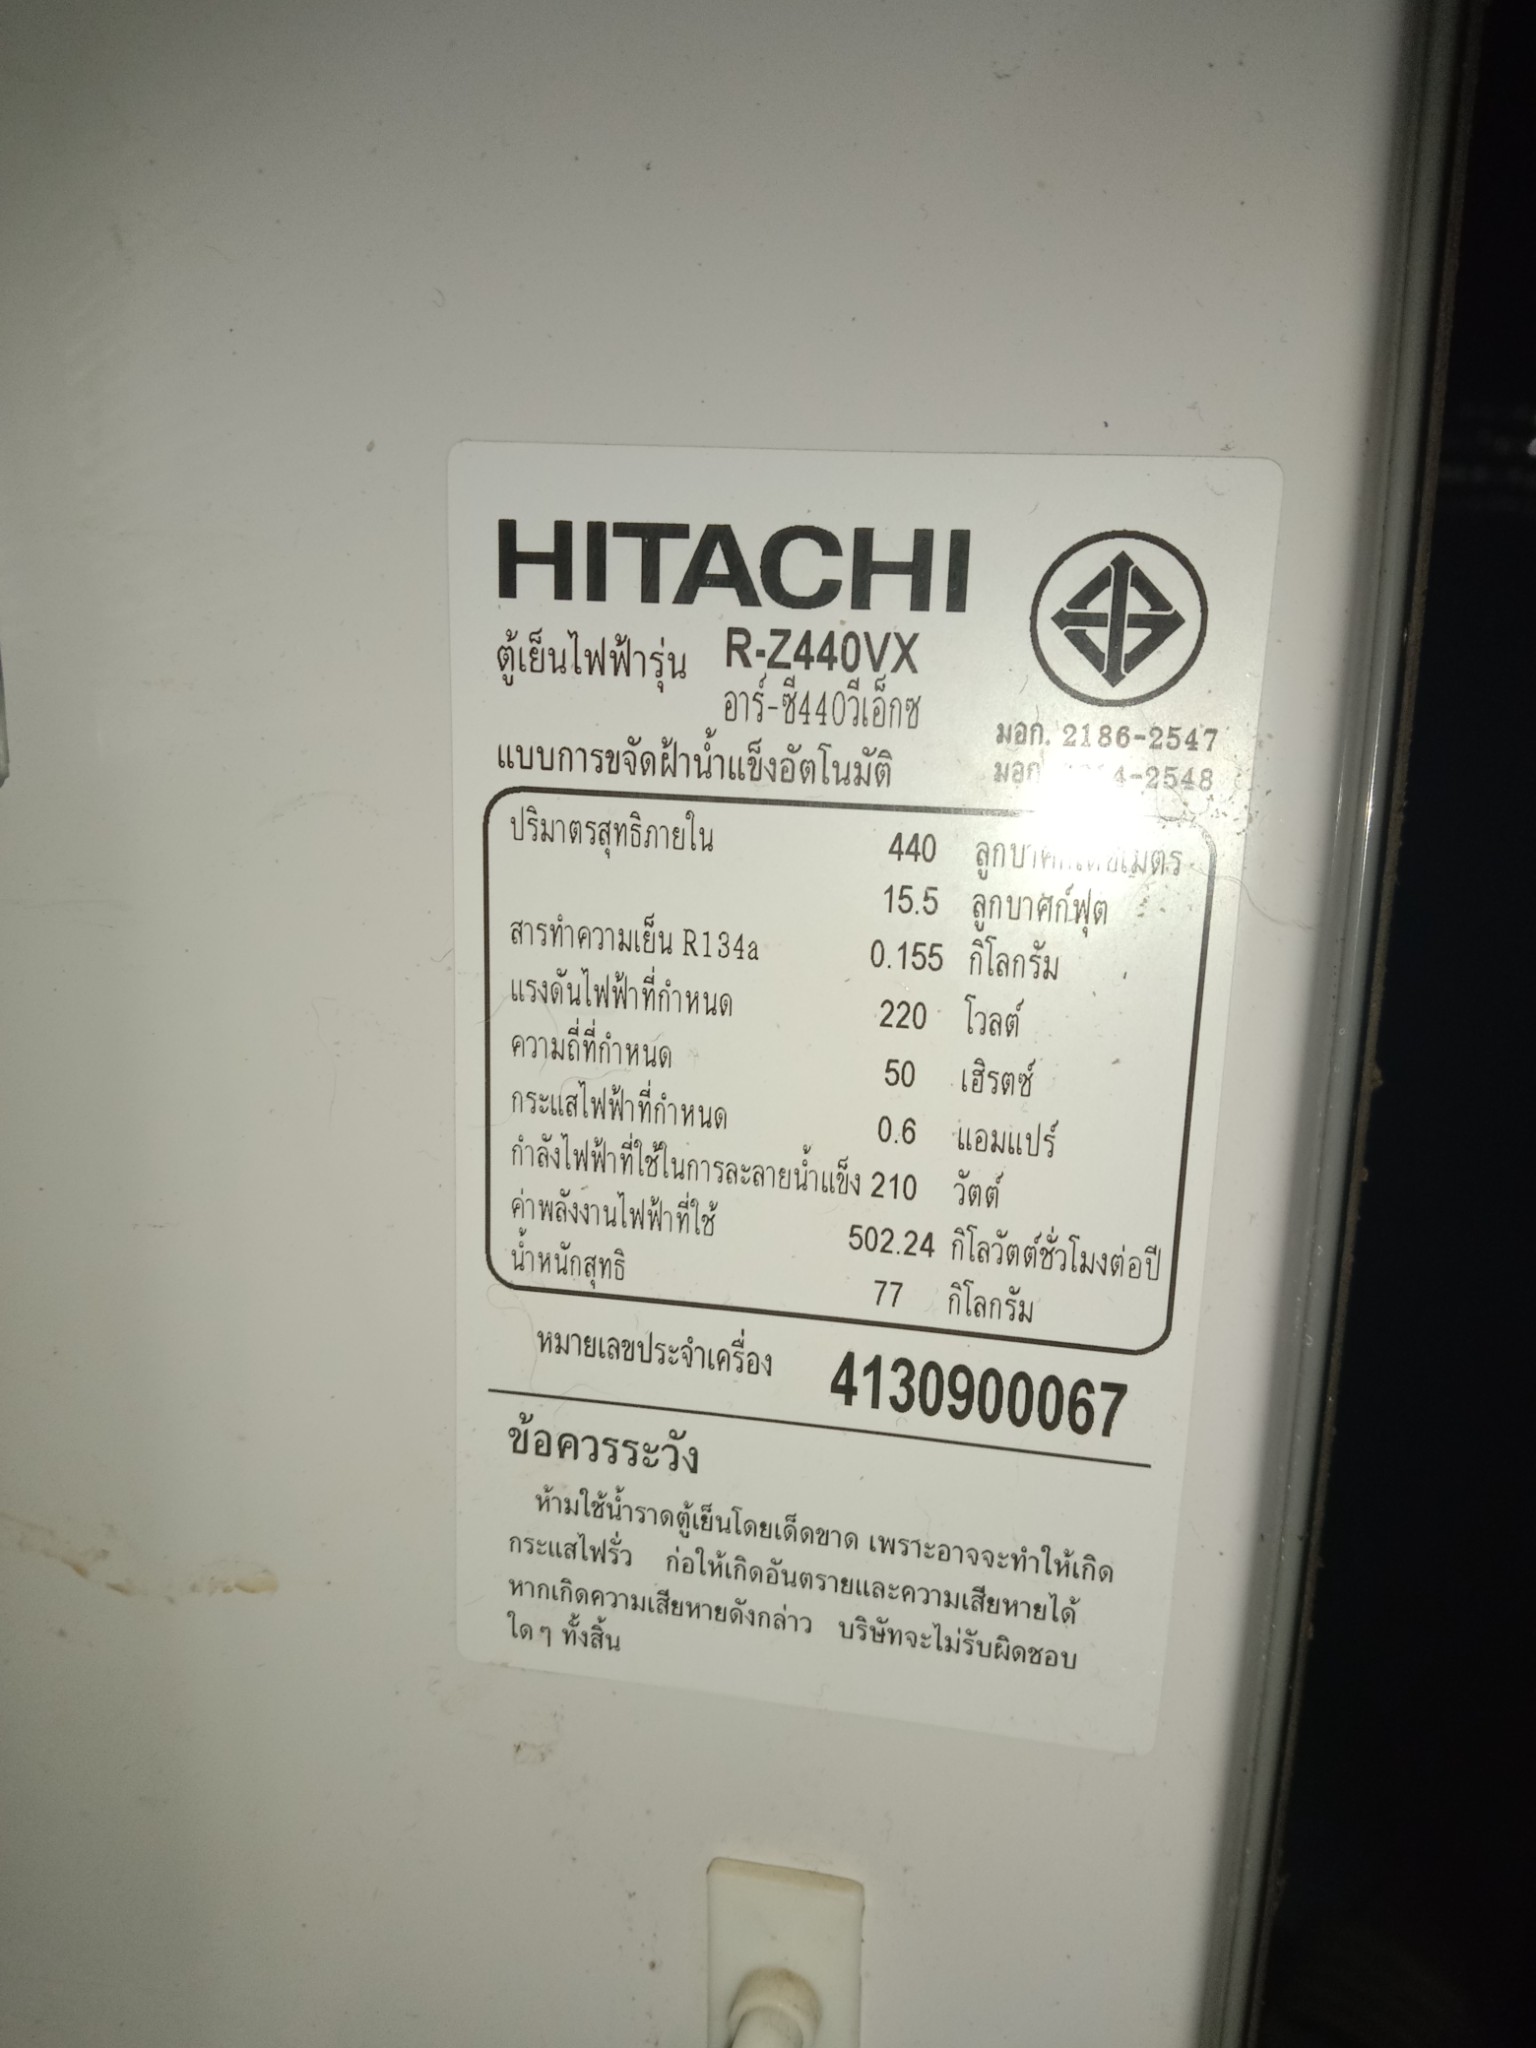 HITACHI
ตู้เย็นไฟฟ้ารุ่น R-Z440VX
อาร์-ซี440วีเอ็กซ
มอก. 2186-2547
แบบการขจัดฝ้าน้ำแข็งอัตโนมัติ
มอก. 4-2548
ปริมาตรสุทธิภายใน 440
15.5 ลูกบาศก์ฟุต
สารทำความเย็น R134a 0.155 กิโลกรัม
แรงดันไฟฟ้าที่กำหนด 220 โวลต์
ความถี่ที่กำหนด 50 เฮิรตซ์
กระแสไฟฟ้าที่กำหนด 0.6 แอมแปร์
กำลังไฟฟ้าที่ใช้ในการละลายน้ำแข็ง 210 วัตต์
ค่าพลังงานไฟฟ้าที่ใช้ 502.24 กิโลวัตต์ชั่วโมงต่อปี
น้ำหนักสุทธิ 77 กิโลกรัม
หมายเลขประจำเครื่อง 4130900067
ข้อควรระวัง
ห้ามใช้น้ำราดตู้เย็นโดยเด็ดขาด เพราะอาจจะทำให้เกิด
กระแสไฟรั่ว ก่อให้เกิดอันตรายและความเสียหายได้
หากเกิดความเสียหายดังกล่าว บริษัทจะไม่รับผิดชอบ
ใดๆ ทั้งสิ้น